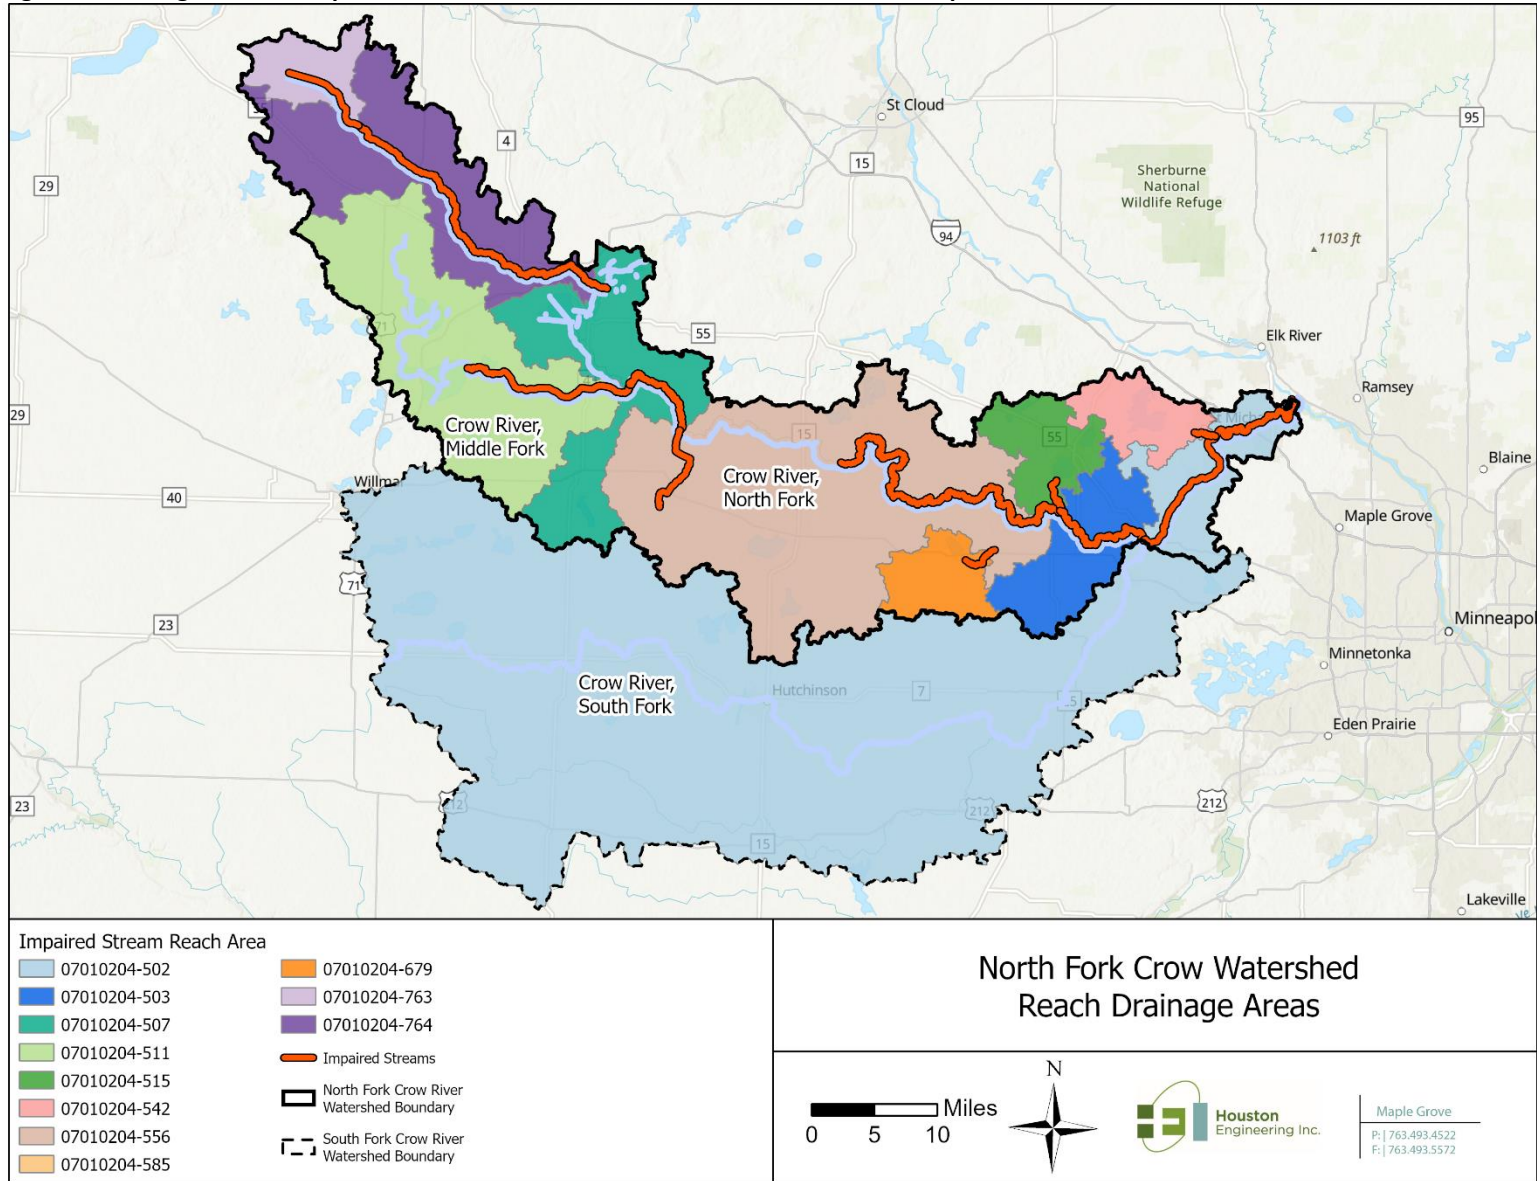 St Cloud
4
95
15
29
Sherburne
National
Wildlife Refuge
94
1103 ft
71
55
Elk River
Ramsey
29
Crow River,
Middle Fork
15
55
Blaine
Willmar
Crow River,
North Fork
40
Maple Grove
71
23
Minneapol
Minnetonka
Crow River,
South Fork
Hutchinson
7
Eden Prairie
23
212
212
212
15
Lakeville
Impaired Stream Reach Area
07010204-502
07010204-503
07010204-507
07010204-511
07010204-515
07010204-542
07010204-556
07010204-585
07010204-679
07010204-763
07010204-764
Impaired Streams
North Fork Crow River
Watershed Boundary
South Fork Crow River
Watershed Boundary
North Fork Crow Watershed
Reach Drainage Areas
Miles
0 5 10
N
Houston
Engineering Inc.
Maple Grove
P: | 763.493.4522
F: | 763.493.5572